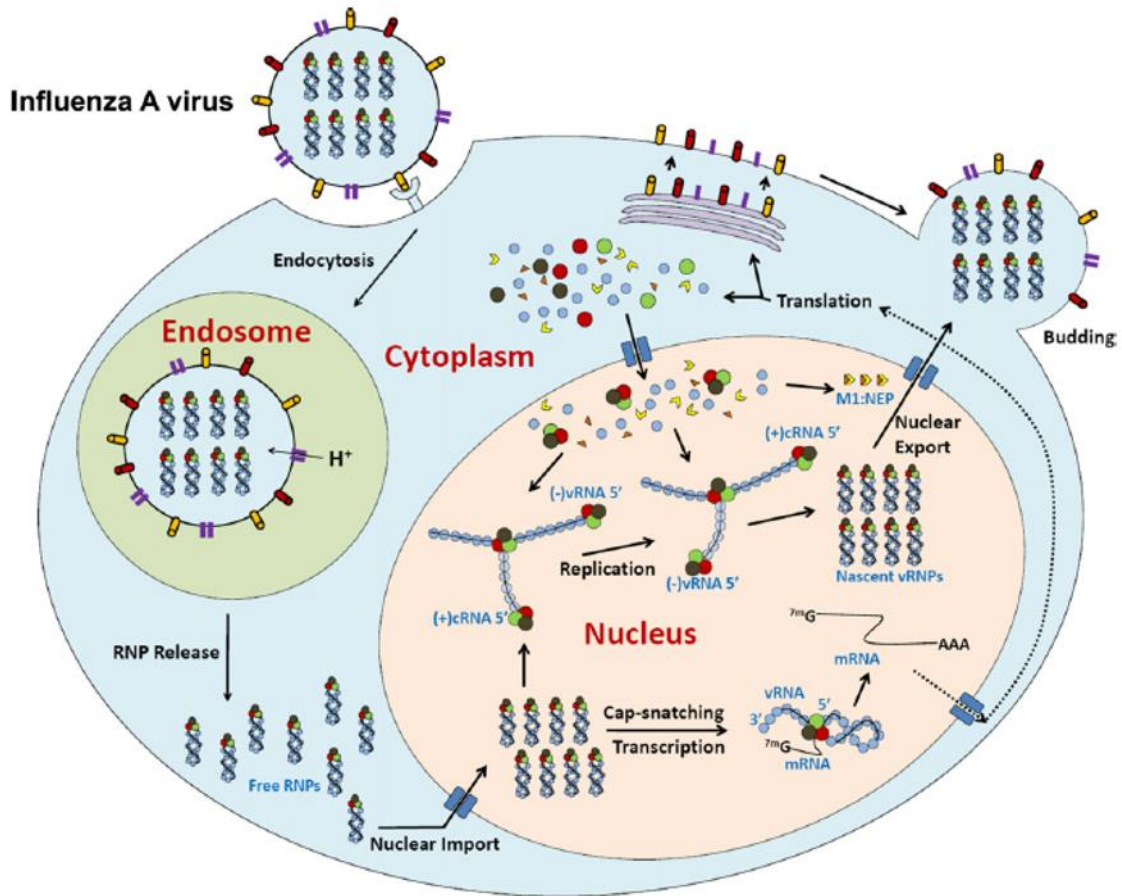 Influenza A virus
Endocytosis
Endosome
H⁺
Cytoplasm
Translation
Budding
M1:NEP
Nuclear
Export
(+)cRNA 5'
(-)vRNA 5'
Replication
(-)vRNA 5'
Nascent vRNPs
(+)cRNA 5'
Nucleus
⁷ᵐG
AAA
mRNA
RNP Release
Free RNPs
Cap-snatching
Transcription
vRNA
3'
5'
⁷ᵐG
mRNA
Nuclear Import